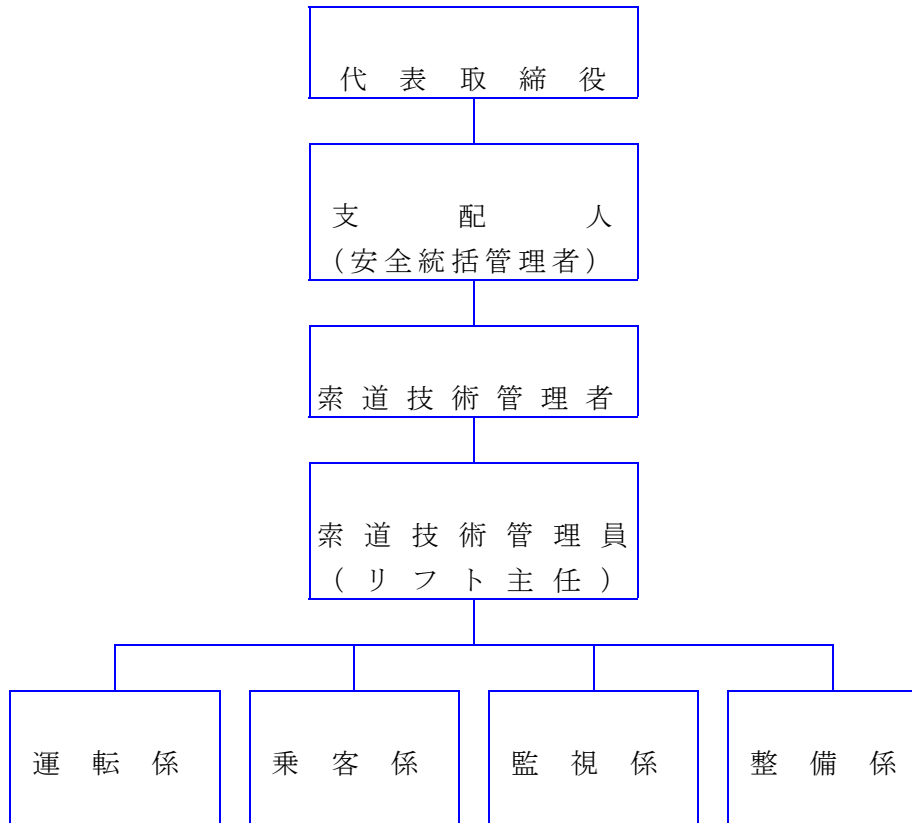 代表取締役
支配人
（安全統括管理者）
索道技術管理者
索道技術管理員
（リフト主任）
運転係
乗客係
監視係
整備係